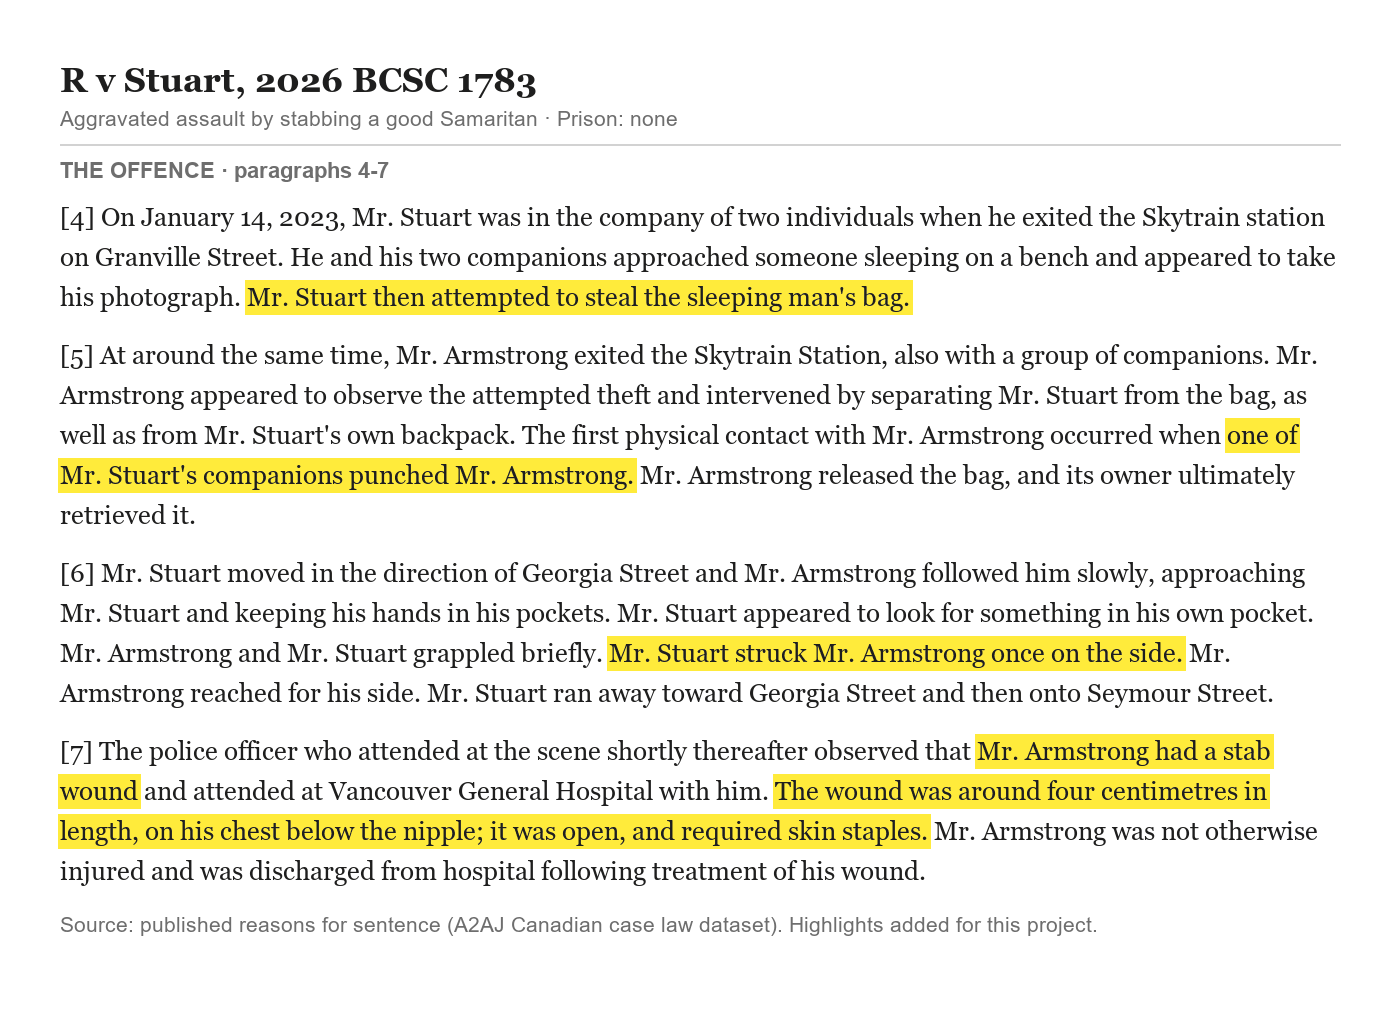 R v Stuart, 2026 BCSC 1783
Aggravated assault by stabbing a good Samaritan · Prison: none
THE OFFENCE · paragraphs 4-7
[4] On January 14, 2023, Mr. Stuart was in the company of two individuals when he exited the Skytrain station
on Granville Street. He and his two companions approached someone sleeping on a bench and appeared to take
his photograph. Mr. Stuart then attempted to steal the sleeping man's bag.
[5] At around the same time, Mr. Armstrong exited the Skytrain Station, also with a group of companions. Mr.
Armstrong appeared to observe the attempted theft and intervened by separating Mr. Stuart from the bag, as
well as from Mr. Stuart's own backpack. The first physical contact with Mr. Armstrong occurred when one of
Mr. Stuart's companions punched Mr. Armstrong. Mr. Armstrong released the bag, and its owner ultimately
retrieved it.
[6] Mr. Stuart moved in the direction of Georgia Street and Mr. Armstrong followed him slowly, approaching
Mr. Stuart and keeping his hands in his pockets. Mr. Stuart appeared to look for something in his own pocket.
Mr. Armstrong and Mr. Stuart grappled briefly. Mr. Stuart struck Mr. Armstrong once on the side. Mr.
Armstrong reached for his side. Mr. Stuart ran away toward Georgia Street and then onto Seymour Street.
[7] The police officer who attended at the scene shortly thereafter observed that Mr. Armstrong had a stab
wound and attended at Vancouver General Hospital with him. The wound was around four centimetres in
length, on his chest below the nipple; it was open, and required skin staples. Mr. Armstrong was not otherwise
injured and was discharged from hospital following treatment of his wound.
Source: published reasons for sentence (A2AJ Canadian case law dataset). Highlights added for this project.